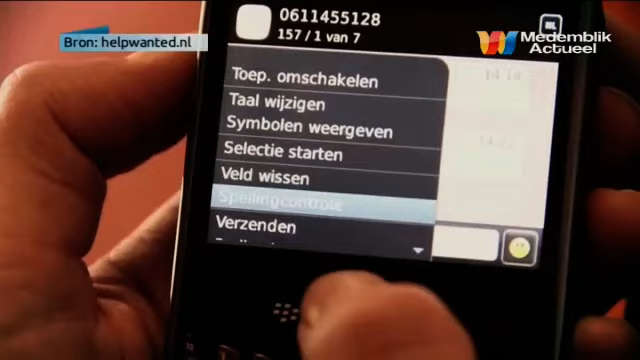 0611455128
157 / 1 van 7
Bron: helpwanted.nl
Medemblik
Actueel
Toep. omschakelen
Taal wijzigen
Symbolen weergeven
Selectie starten
Veld wissen
Spellingcontrole
Verzenden